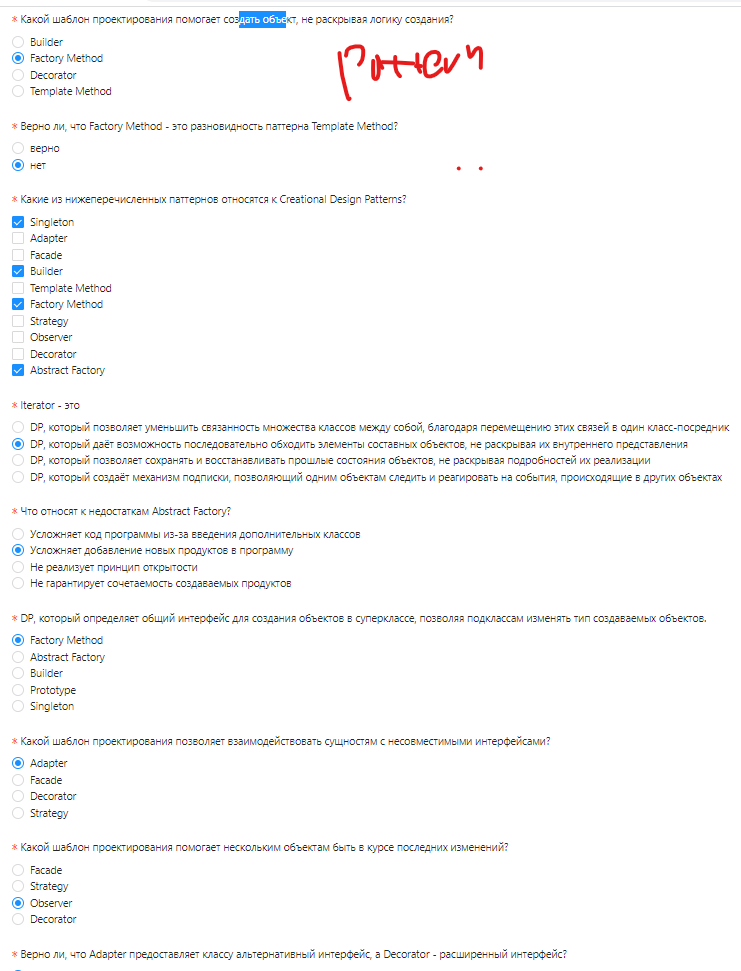 * Какой шаблон проектирования помогает создать объект, не раскрывая логику создания?
Builder
Factory Method
Decorator
Template Method
Pattern
* Верно ли, что Factory Method - это разновидность паттерна Template Method?
верно
нет
* Какие из нижеперечисленных паттернов относятся к Creational Design Patterns?
Singleton
Adapter
Facade
Builder
Template Method
Factory Method
Strategy
Observer
Decorator
Abstract Factory
* Iterator - это
DP, который позволяет уменьшить связанность множества классов между собой, благодаря перемещению этих связей в один класс-посредник
DP, который даёт возможность последовательно обходить элементы составных объектов, не раскрывая их внутреннего представления
DP, который позволяет сохранять и восстанавливать прошлые состояния объектов, не раскрывая подробностей их реализации
DP, который создаёт механизм подписки, позволяющий одним объектам следить и реагировать на события, происходящие в других объектах
* Что относят к недостаткам Abstract Factory?
Усложняет код программы из-за введения дополнительных классов
Усложняет добавление новых продуктов в программу
Не реализует принцип открытости
Не гарантирует сочетаемость создаваемых продуктов
* DP, который определяет общий интерфейс для создания объектов в суперклассе, позволяя подклассам изменять тип создаваемых объектов.
Factory Method
Abstract Factory
Builder
Prototype
Singleton
* Какой шаблон проектирования позволяет взаимодействовать сущностям с несовместимыми интерфейсами?
Adapter
Facade
Decorator
Strategy
* Какой шаблон проектирования помогает нескольким объектам быть в курсе последних изменений?
Facade
Strategy
Observer
Decorator
* Верно ли, что Adapter предоставляет классу альтернативный интерфейс, а Decorator - расширенный интерфейс?